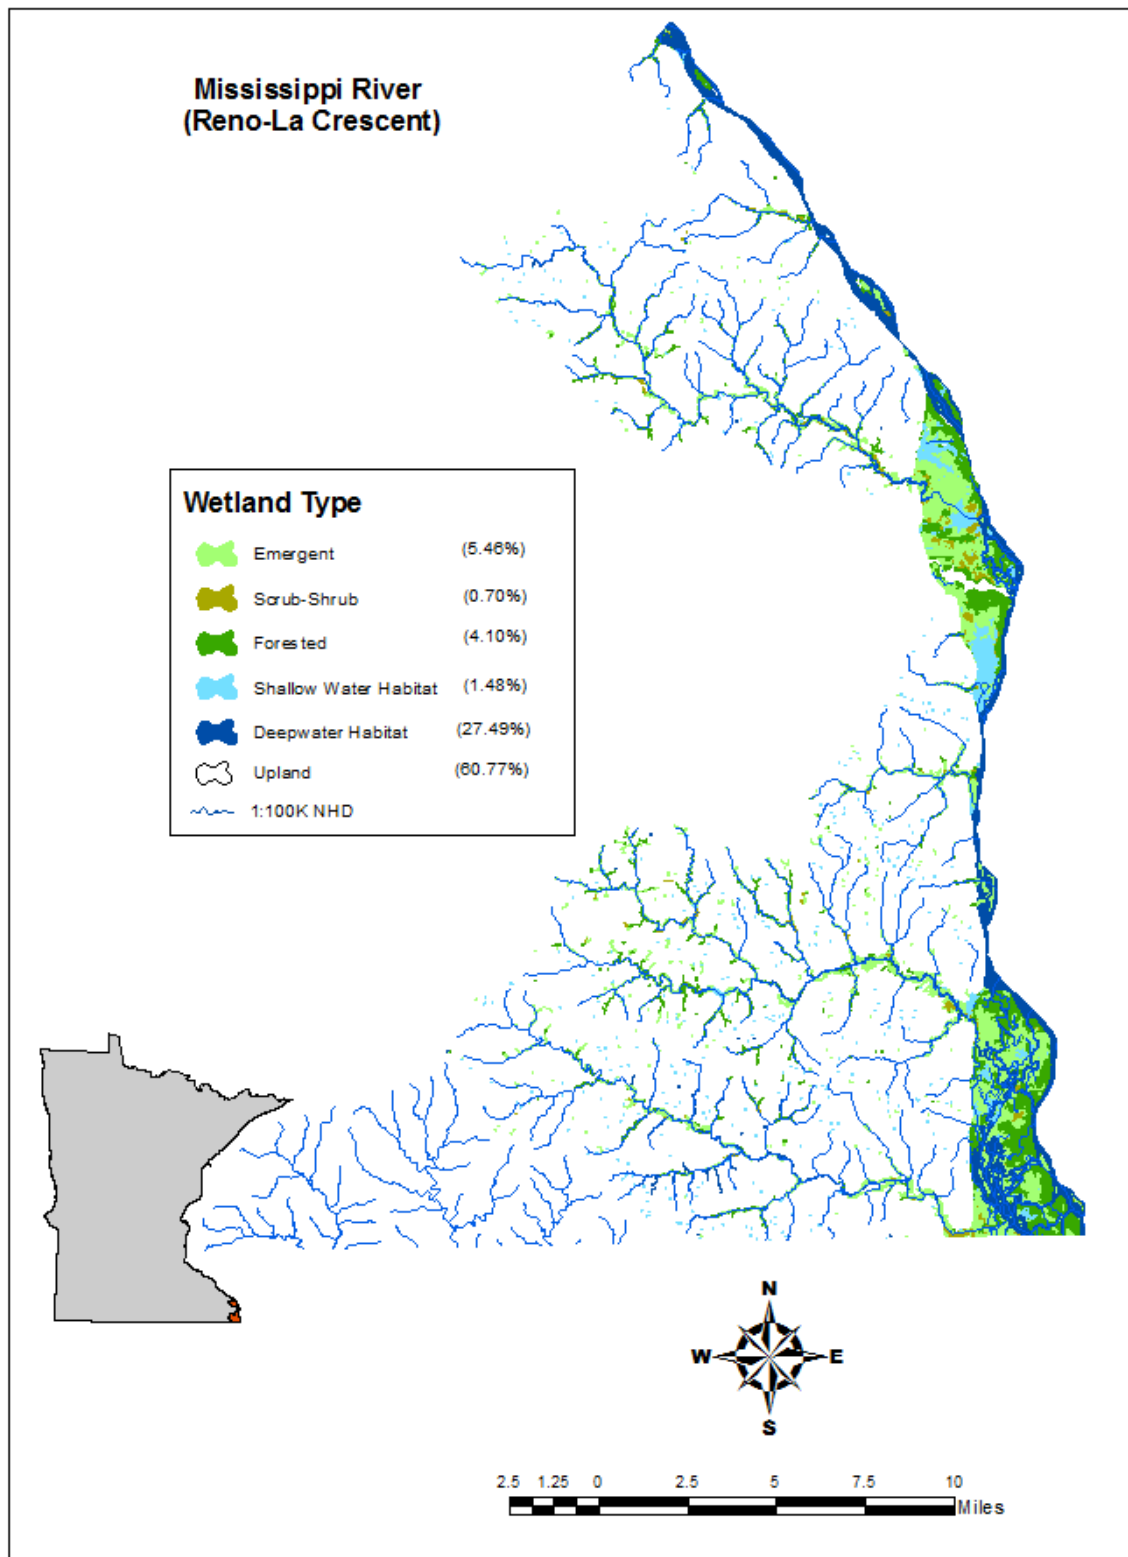 Mississippi River
(Reno-La Crescent)
Wetland Type
Emergent (5.46%)
Scrub-Shrub (0.70%)
Forested (4.10%)
Shallow Water Habitat (1.48%)
Deepwater Habitat (27.49%)
Upland (60.77%)
1:100K NHD
N
W E
S
2.5 1.25 0 2.5 5 7.5 10
Miles